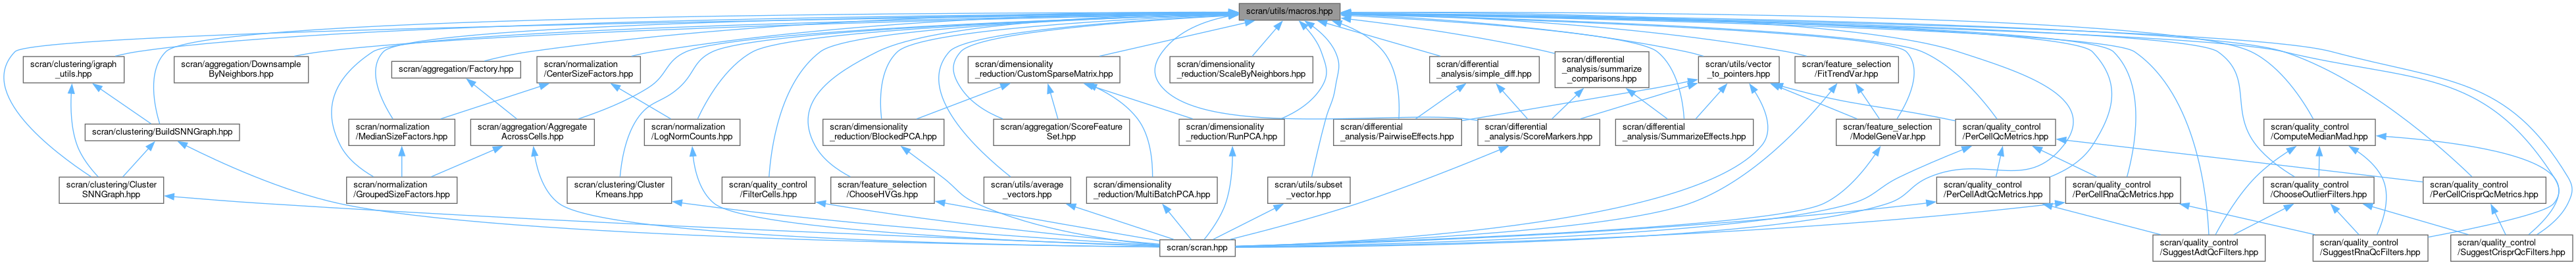 scran/utils/macros.hpp
scran/clustering/igraph
_utils.hpp
scran/aggregation/Downsample
ByNeighbors.hpp
scran/aggregation/Factory.hpp
scran/normalization
/CenterSizeFactors.hpp
scran/dimensionality
_reduction/CustomSparseMatrix.hpp
scran/dimensionality
_reduction/ScaleByNeighbors.hpp
scran/differential
_analysis/simple_diff.hpp
scran/differential
_analysis/summarize
_comparisons.hpp
scran/utils/vector
_to_pointers.hpp
scran/feature_selection
/FitTrendVar.hpp
scran/clustering/BuildSNNGraph.hpp
scran/normalization
/MedianSizeFactors.hpp
scran/aggregation/Aggregate
AcrossCells.hpp
scran/normalization
/LogNormCounts.hpp
scran/dimensionality
_reduction/BlockedPCA.hpp
scran/aggregation/ScoreFeature
Set.hpp
scran/dimensionality
_reduction/RunPCA.hpp
scran/differential
_analysis/PairwiseEffects.hpp
scran/differential
_analysis/ScoreMarkers.hpp
scran/differential
_analysis/SummarizeEffects.hpp
scran/feature_selection
/ModelGeneVar.hpp
scran/quality_control
/PerCellQcMetrics.hpp
scran/quality_control
/ComputeMedianMad.hpp
scran/clustering/Cluster
SNNGraph.hpp
scran/normalization
/GroupedSizeFactors.hpp
scran/clustering/Cluster
Kmeans.hpp
scran/quality_control
/FilterCells.hpp
scran/feature_selection
/ChooseHVGs.hpp
scran/utils/average
_vectors.hpp
scran/dimensionality
_reduction/MultiBatchPCA.hpp
scran/utils/subset
_vector.hpp
scran/quality_control
/PerCellAdtQcMetrics.hpp
scran/quality_control
/PerCellRnaQcMetrics.hpp
scran/quality_control
/ChooseOutlierFilters.hpp
scran/quality_control
/PerCellCrisprQcMetrics.hpp
scran/scran.hpp
scran/quality_control
/SuggestAdtQcFilters.hpp
scran/quality_control
/SuggestRnaQcFilters.hpp
scran/quality_control
/SuggestCrisprQcFilters.hpp